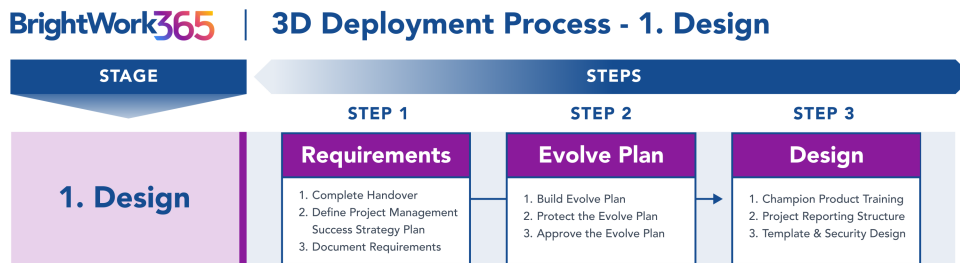 BrightWork365 | 3D Deployment Process - 1. Design
STAGE
STEPS
STEP 1
STEP 2
STEP 3
1. Design
Requirements
1. Complete Handover
2. Define Project Management
Success Strategy Plan
3. Document Requirements
Evolve Plan
1. Build Evolve Plan
2. Protect the Evolve Plan
3. Approve the Evolve Plan
Design
1. Champion Product Training
2. Project Reporting Structure
3. Template & Security Design